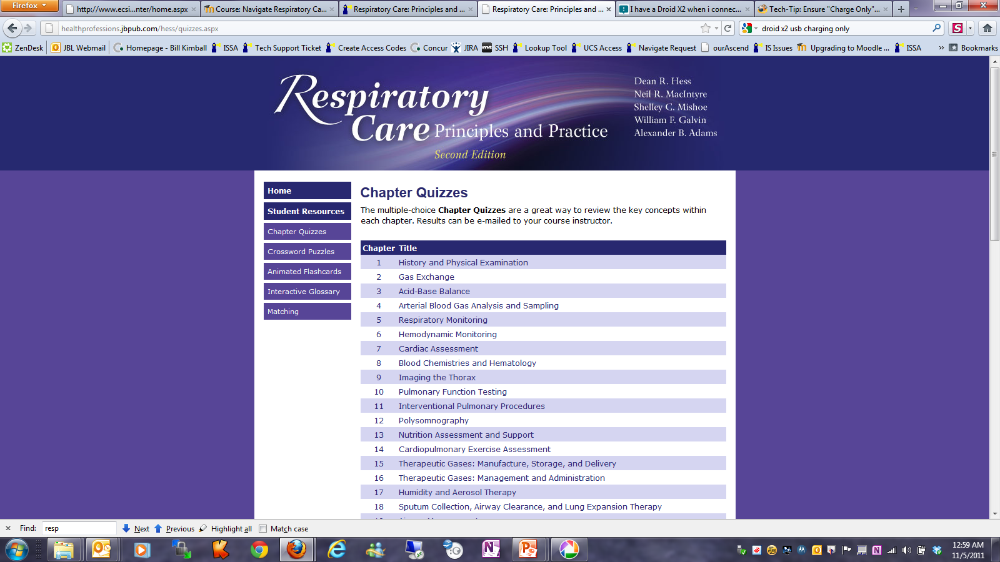 Firefox
http://www.ecsi...nter/home.aspx
Course: Navigate Respiratory Ca...
Respiratory Care: Principles and ...
Respiratory Care: Principles and ...
I have a Droid X2 when i connec...
Tech-Tip: Ensure "Charge Only"...
healthprofessions.jbpub.com/hess/quizzes.aspx
droid x2 usb charging only
ZenDesk
JBL Webmail
Homepage - Bill Kimball
ISSA
Tech Support Ticket
Create Access Codes
Concur
JIRA
SSH
Lookup Tool
UCS Access
Navigate Request
ourAscend
IS Issues
Upgrading to Moodle ...
ISSA
Bookmarks
Respiratory
Care Principles and Practice
Second Edition
Dean R. Hess
Neil R. MacIntyre
Shelley C. Mishoe
William F. Galvin
Alexander B. Adams
Home
Student Resources
Chapter Quizzes
Crossword Puzzles
Animated Flashcards
Interactive Glossary
Matching
Chapter Quizzes
The multiple-choice Chapter Quizzes are a great way to review the key concepts within
each chapter. Results can be e-mailed to your course instructor.
Chapter Title
1 History and Physical Examination
2 Gas Exchange
3 Acid-Base Balance
4 Arterial Blood Gas Analysis and Sampling
5 Respiratory Monitoring
6 Hemodynamic Monitoring
7 Cardiac Assessment
8 Blood Chemistries and Hematology
9 Imaging the Thorax
10 Pulmonary Function Testing
11 Interventional Pulmonary Procedures
12 Polysomnography
13 Nutrition Assessment and Support
14 Cardiopulmonary Exercise Assessment
15 Therapeutic Gases: Manufacture, Storage, and Delivery
16 Therapeutic Gases: Management and Administration
17 Humidity and Aerosol Therapy
18 Sputum Collection, Airway Clearance, and Lung Expansion Therapy
Find: resp
Next
Previous
Highlight all
Match case
12:59 AM
11/5/2011